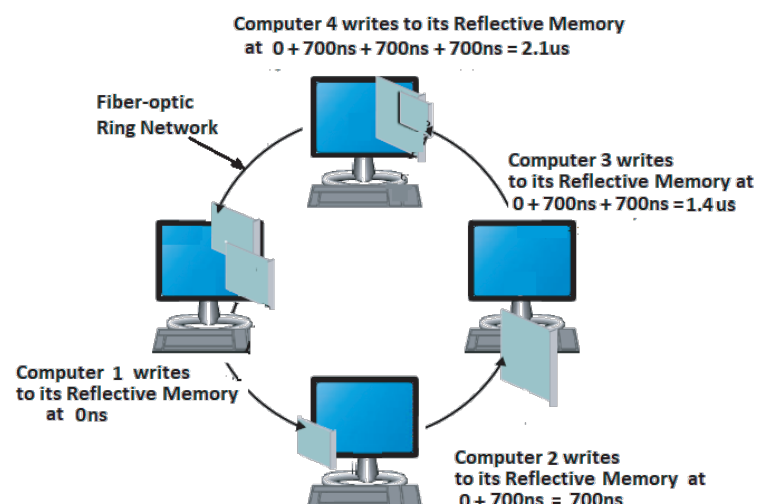 Computer 4 writes to its Reflective Memory
at 0 + 700ns + 700ns + 700ns = 2.1us
Fiber-optic
Ring Network
Computer 3 writes
to its Reflective Memory at
0 + 700ns + 700ns = 1.4us
Computer 1 writes
to its Reflective Memory
at 0ns
Computer 2 writes
to its Reflective Memory at
0 + 700ns = 700ns